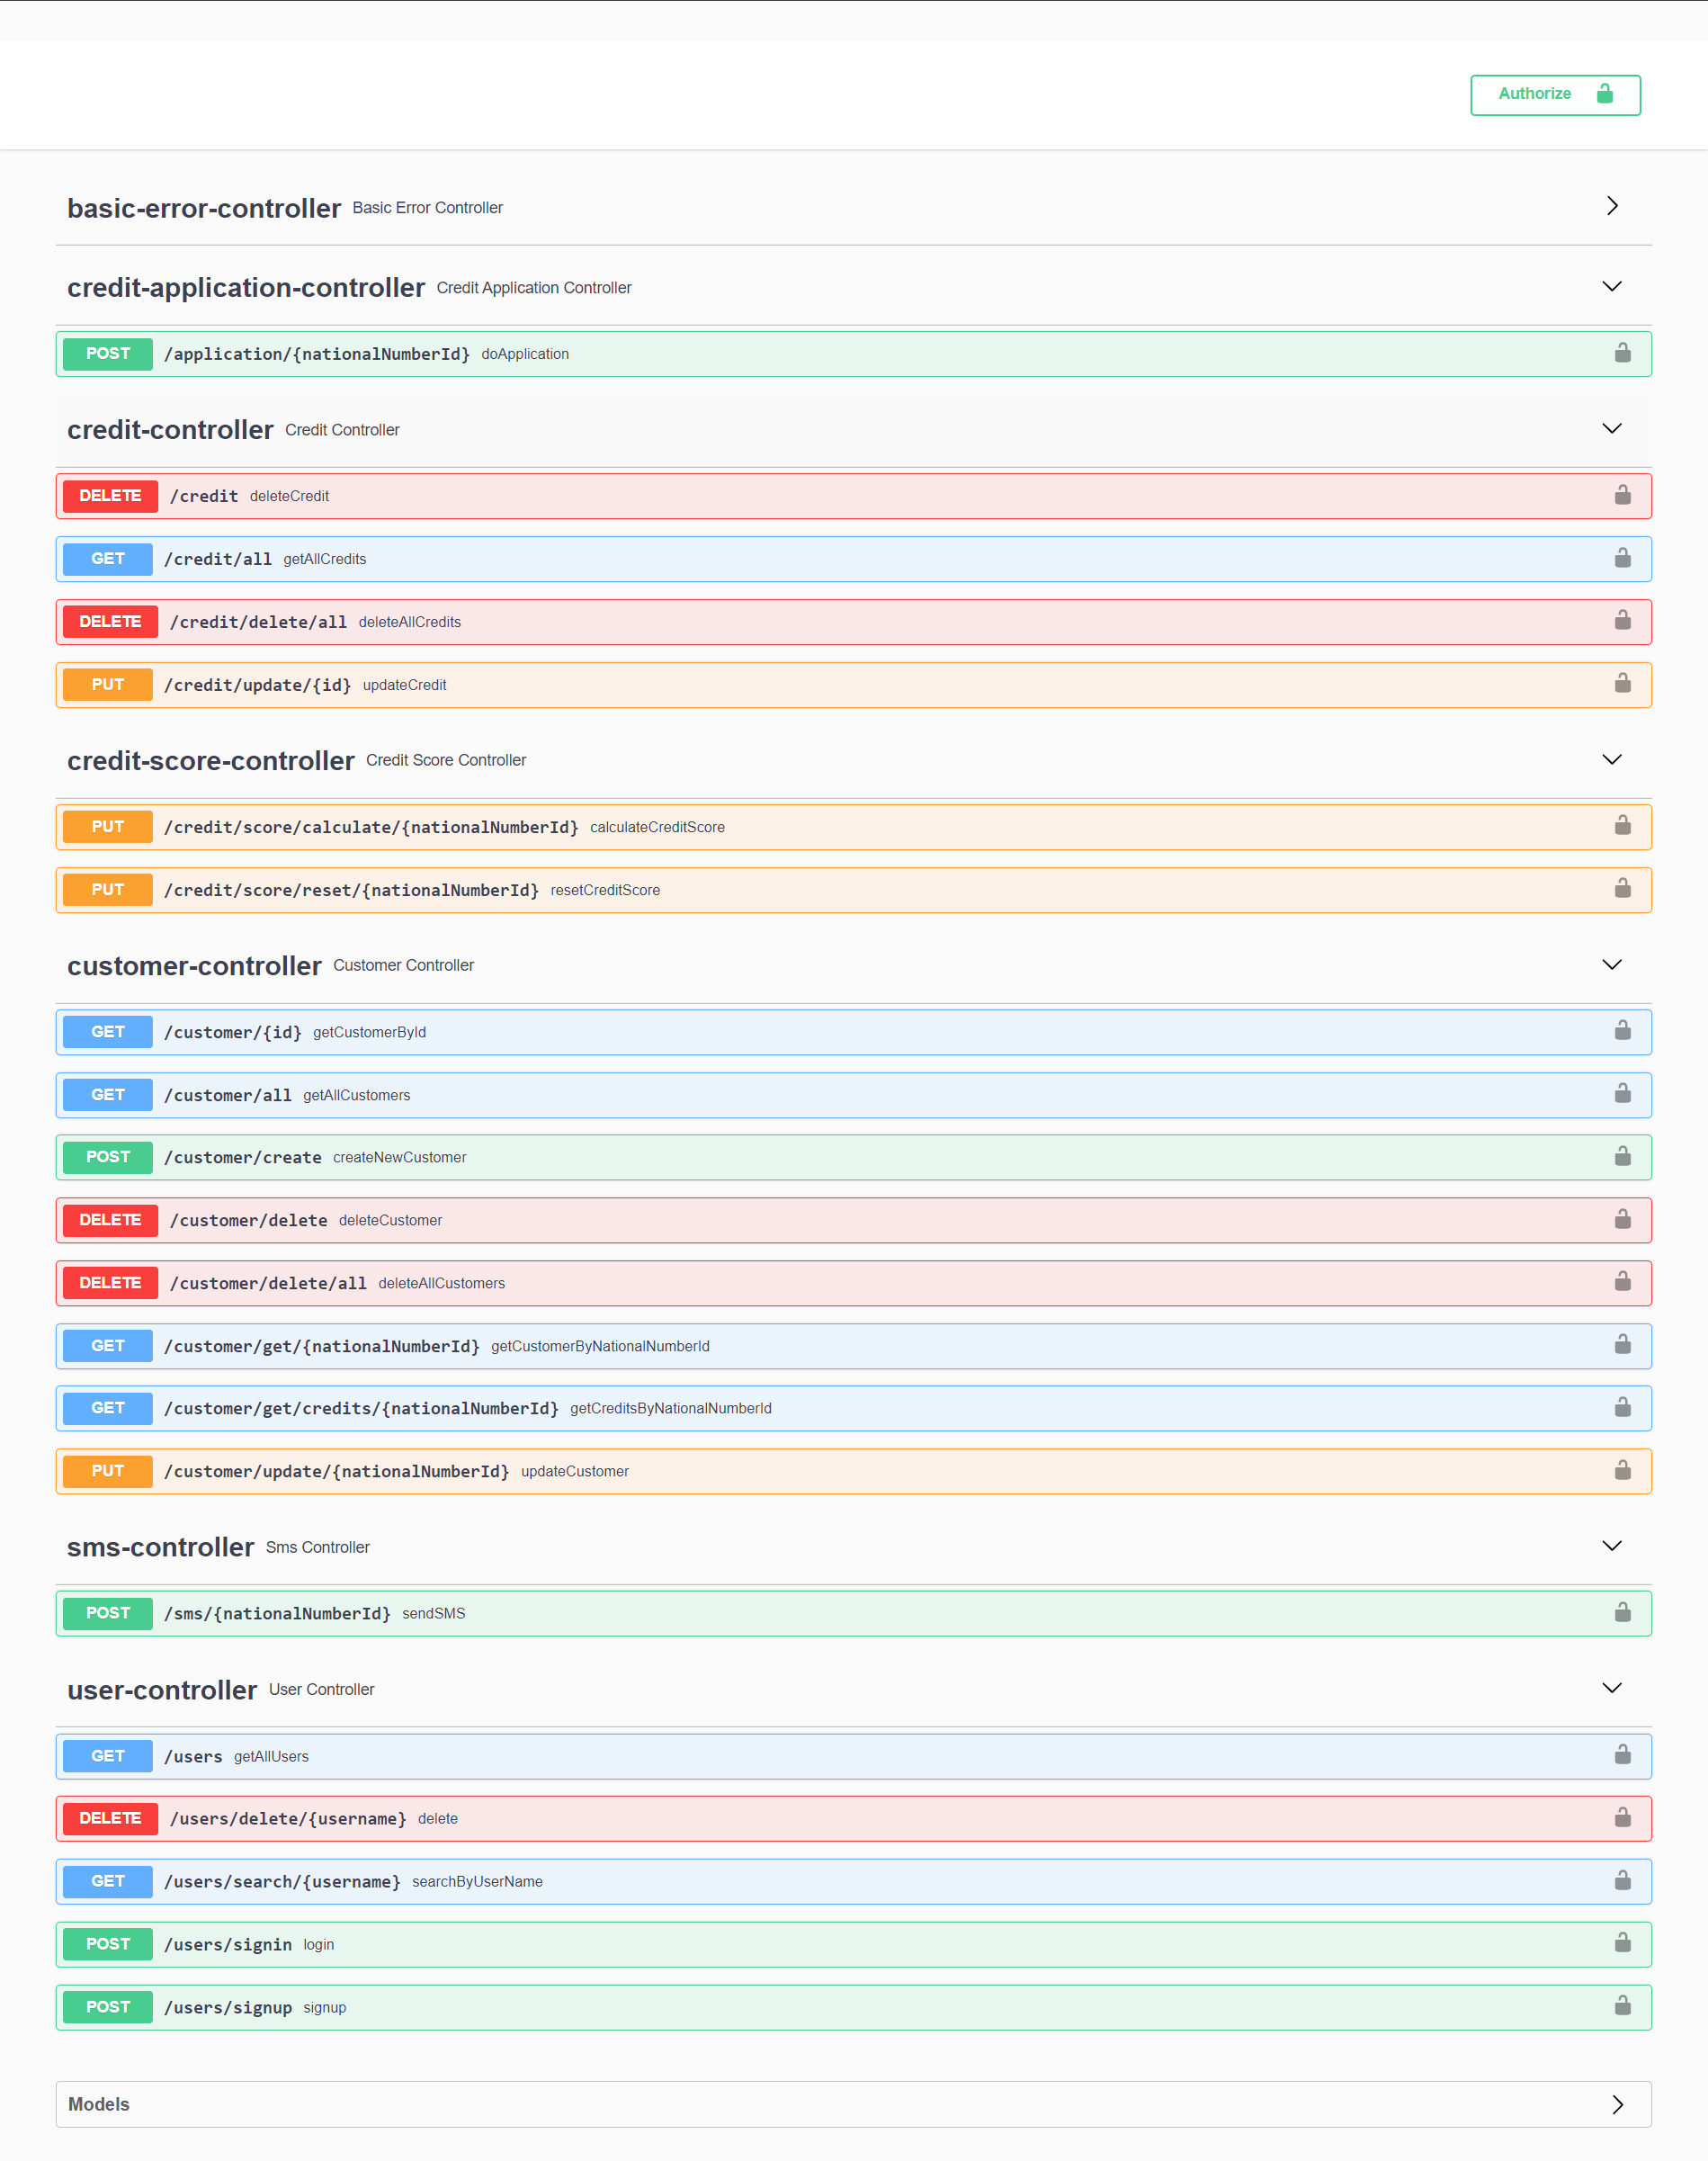 Authorize
basic-error-controller Basic Error Controller
credit-application-controller Credit Application Controller
POST /application/{nationalNumberId} doApplication
credit-controller Credit Controller
DELETE /credit deleteCredit
GET /credit/all getAllCredits
DELETE /credit/delete/all deleteAllCredits
PUT /credit/update/{id} updateCredit
credit-score-controller Credit Score Controller
PUT /credit/score/calculate/{nationalNumberId} calculateCreditScore
PUT /credit/score/reset/{nationalNumberId} resetCreditScore
customer-controller Customer Controller
GET /customer/{id} getCustomerById
GET /customer/all getAllCustomers
POST /customer/create createNewCustomer
DELETE /customer/delete deleteCustomer
DELETE /customer/delete/all deleteAllCustomers
GET /customer/get/{nationalNumberId} getCustomerByNationalNumberId
GET /customer/get/credits/{nationalNumberId} getCreditsByNationalNumberId
PUT /customer/update/{nationalNumberId} updateCustomer
sms-controller Sms Controller
POST /sms/{nationalNumberId} sendSMS
user-controller User Controller
GET /users getAllUsers
DELETE /users/delete/{username} delete
GET /users/search/{username} searchByUserName
POST /users/signin login
POST /users/signup signup
Models